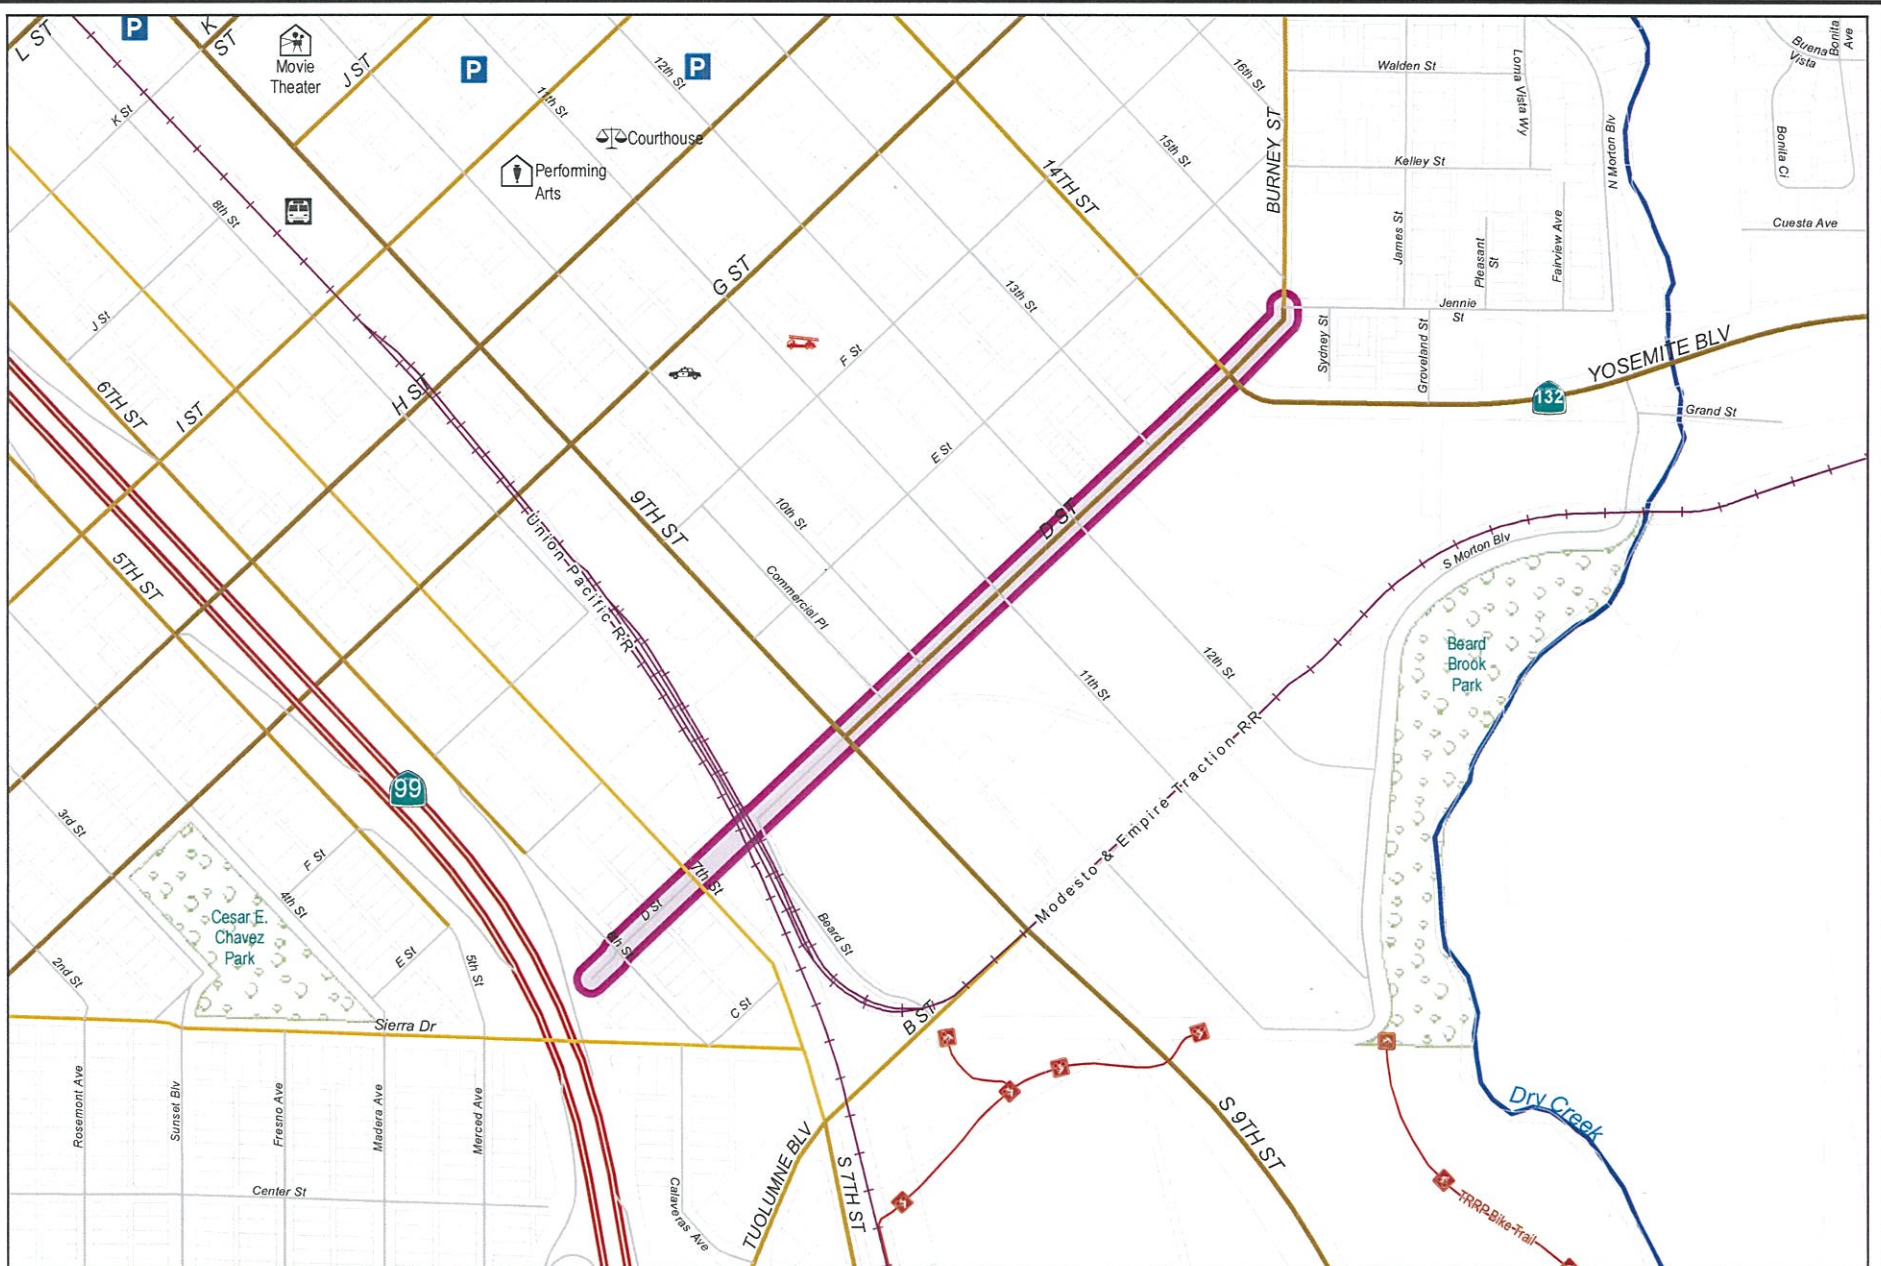 L ST
P
K
ST
Movie
Theater
J ST
P
P
12th St
11th St
16th St
BURNEY ST
Walden St
Loma Vista Wy
Buena
Vista
Bonita
Ave
K St
Courthouse
Performing
Arts
15th St
Kelley St
N Morton Blv
Bonita Ci
14TH ST
8th St
James St
Pleasant
St
Fairview Ave
Cuesta Ave
G ST
13th St
J St
Jennie
St
F St
Sydney St
Groveland St
YOSEMITE BLV
132
Grand St
6TH ST
I ST
H ST
E St
9TH ST
10th St
D ST
Union Pacific RR
S Morton Blv
5TH ST
Commercial Pl
Beard
Brook
Park
11th St
12th St
99
3rd St
F St
4th St
7th St
D St
6th St
Modesto & Empire Traction RR
Cesar E.
Chavez
Park
Beard St
E St
2nd St
5th St
C St
B ST
Sierra Dr
Rosemont Ave
Sunset Blv
Fresno Ave
Madera Ave
Merced Ave
Dry Creek
S 9TH ST
TUOLUMNE BLV
S 7TH ST
Center St
Calaveras Ave
TRRP Bike Trail